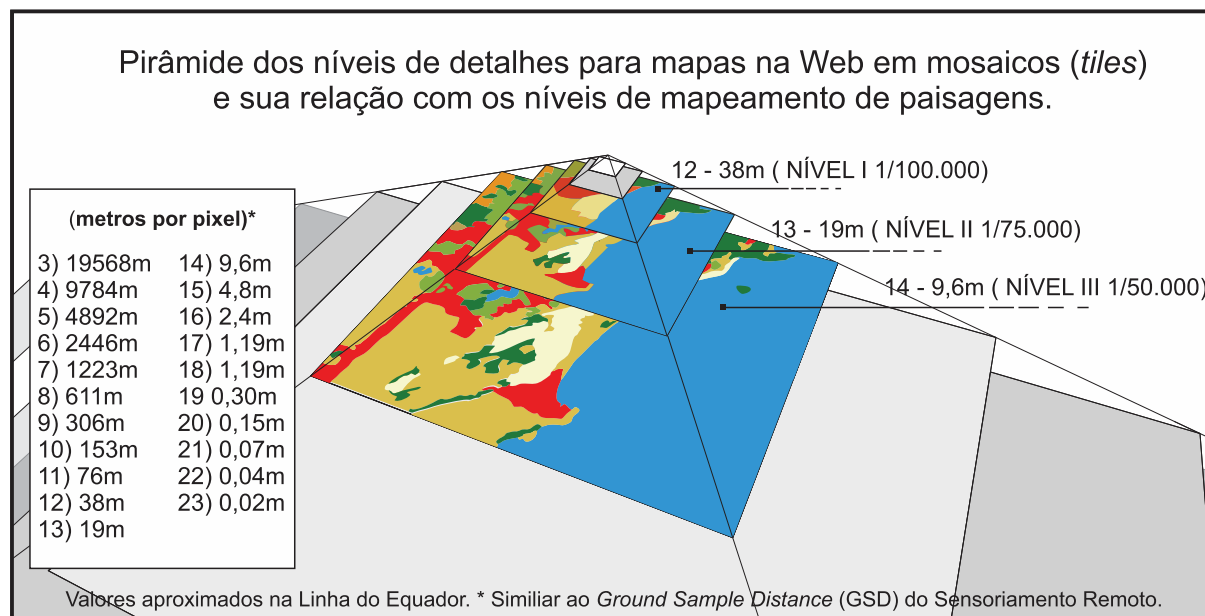 Pirâmide dos níveis de detalhes para mapas na Web em mosaicos (tiles)
e sua relação com os níveis de mapeamento de paisagens.
12 - 38m ( NÍVEL I 1/100.000)
13 - 19m ( NÍVEL II 1/75.000)
14 - 9,6m ( NÍVEL III 1/50.000)
(metros por pixel)*
3) 19568m
4) 9784m
5) 4892m
6) 2446m
7) 1223m
8) 611m
9) 306m
10) 153m
11) 76m
12) 38m
13) 19m
14) 9,6m
15) 4,8m
16) 2,4m
17) 1,19m
18) 1,19m
19 0,30m
20) 0,15m
21) 0,07m
22) 0,04m
23) 0,02m
Valores aproximados na Linha do Equador. * Similiar ao Ground Sample Distance (GSD) do Sensoriamento Remoto.